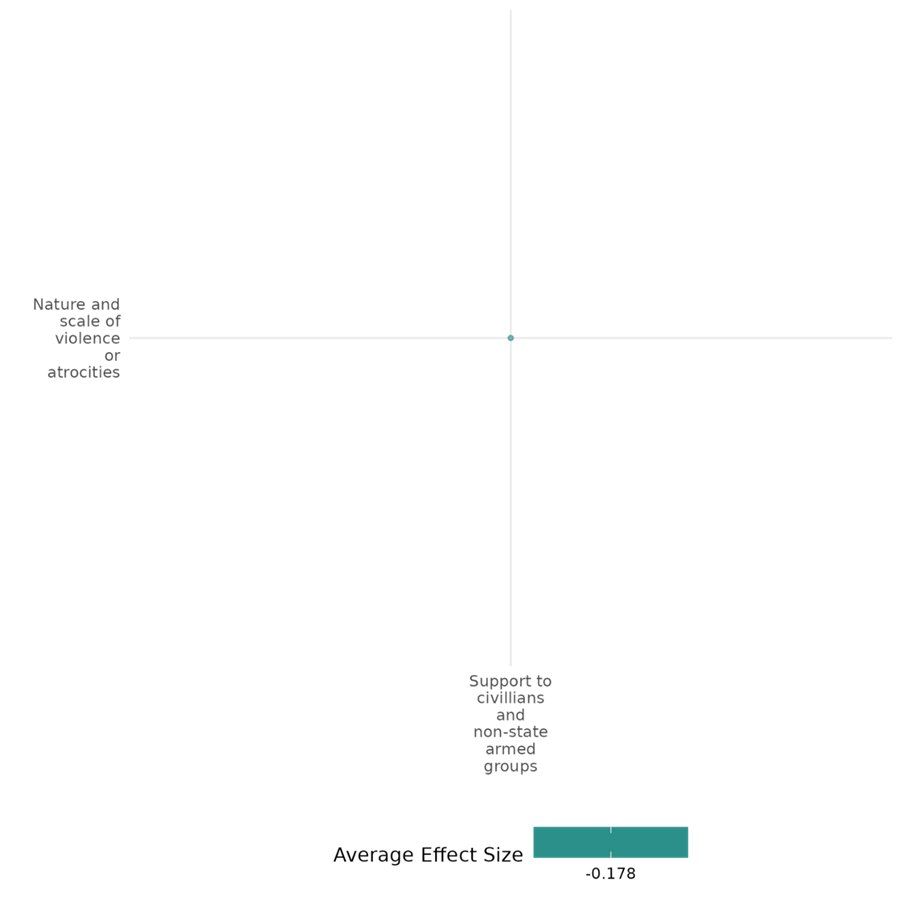 Nature and
scale of
violence
or
atrocities
Support to
civillians
and
non-state
armed
groups
Average Effect Size
-0.178